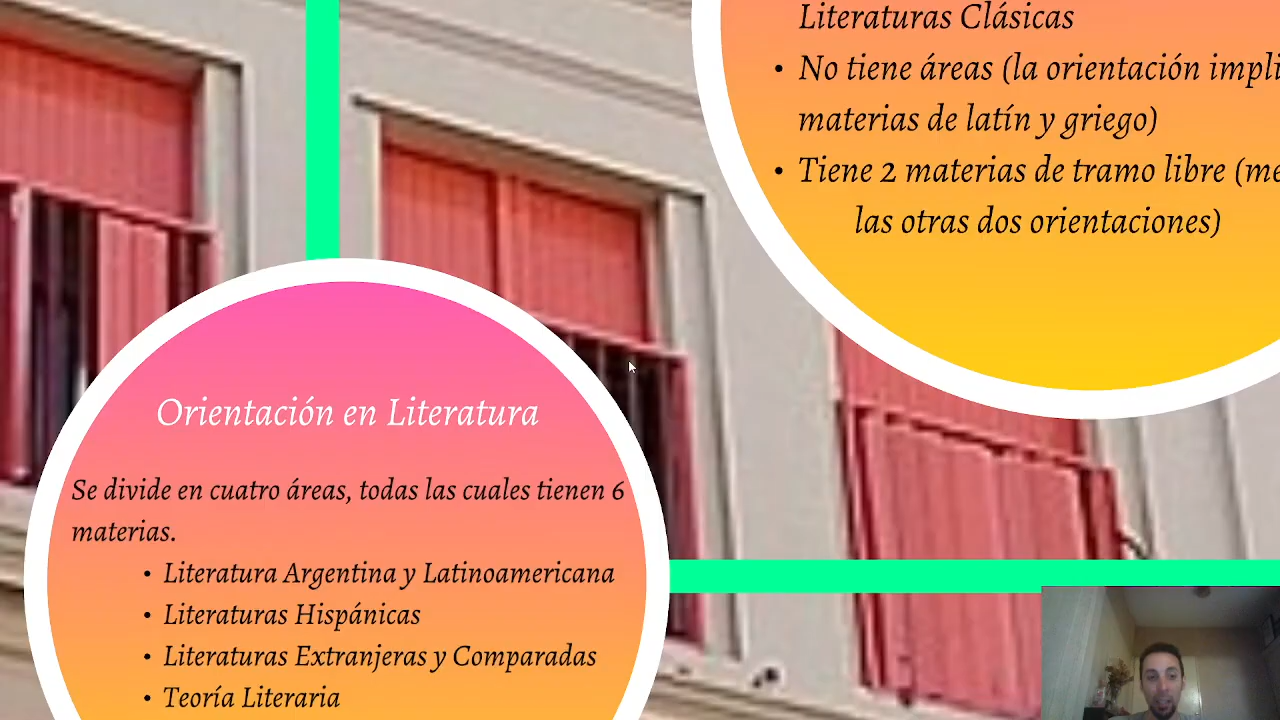 Literaturas Clásicas
• No tiene áreas (la orientación
materias de latín y griego)
• Tiene 2 materias de tramo libre
las otras dos orientaciones)
Orientación en Literatura
Se divide en cuatro áreas, todas las cuales tienen 6
materias.
• Literatura Argentina y Latinoamericana
• Literaturas Hispánicas
• Literaturas Extranjeras y Comparadas
• Teoría Literaria